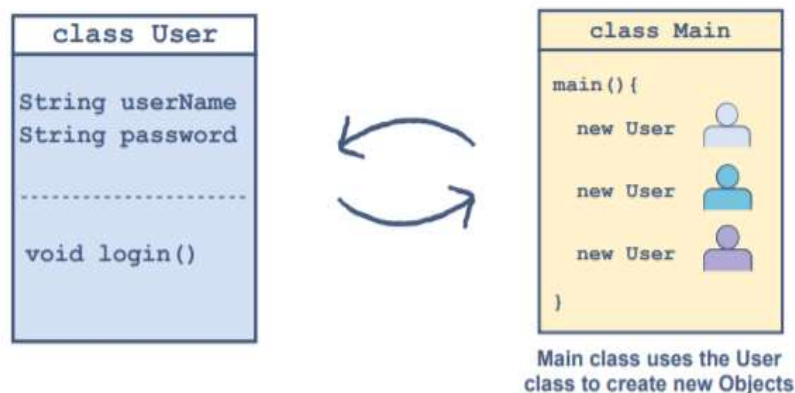 class User
String userName
String password
void login()
class Main
main(){
new User
new User
new User
}
Main class uses the User
class to create new Objects